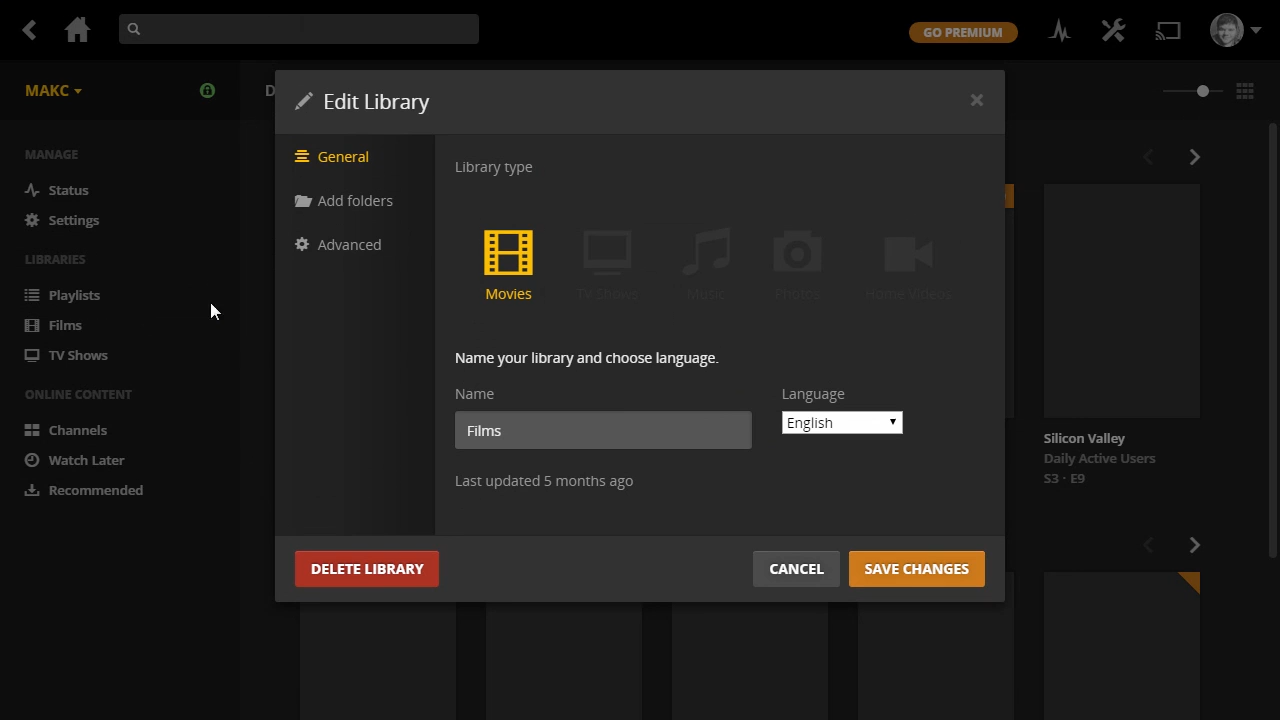 GO PREMIUM
MAKC
D
MANAGE
Status
Settings
LIBRARIES
Playlists
Films
TV Shows
ONLINE CONTENT
Channels
Watch Later
Recommended
Edit Library
General
Add folders
Advanced
Library type
Movies
TV Shows
Music
Photos
Home Videos
Name your library and choose language.
Name
Language
Films
English
Last updated 5 months ago
DELETE LIBRARY
CANCEL
SAVE CHANGES
Silicon Valley
Daily Active Users
S3 · E9